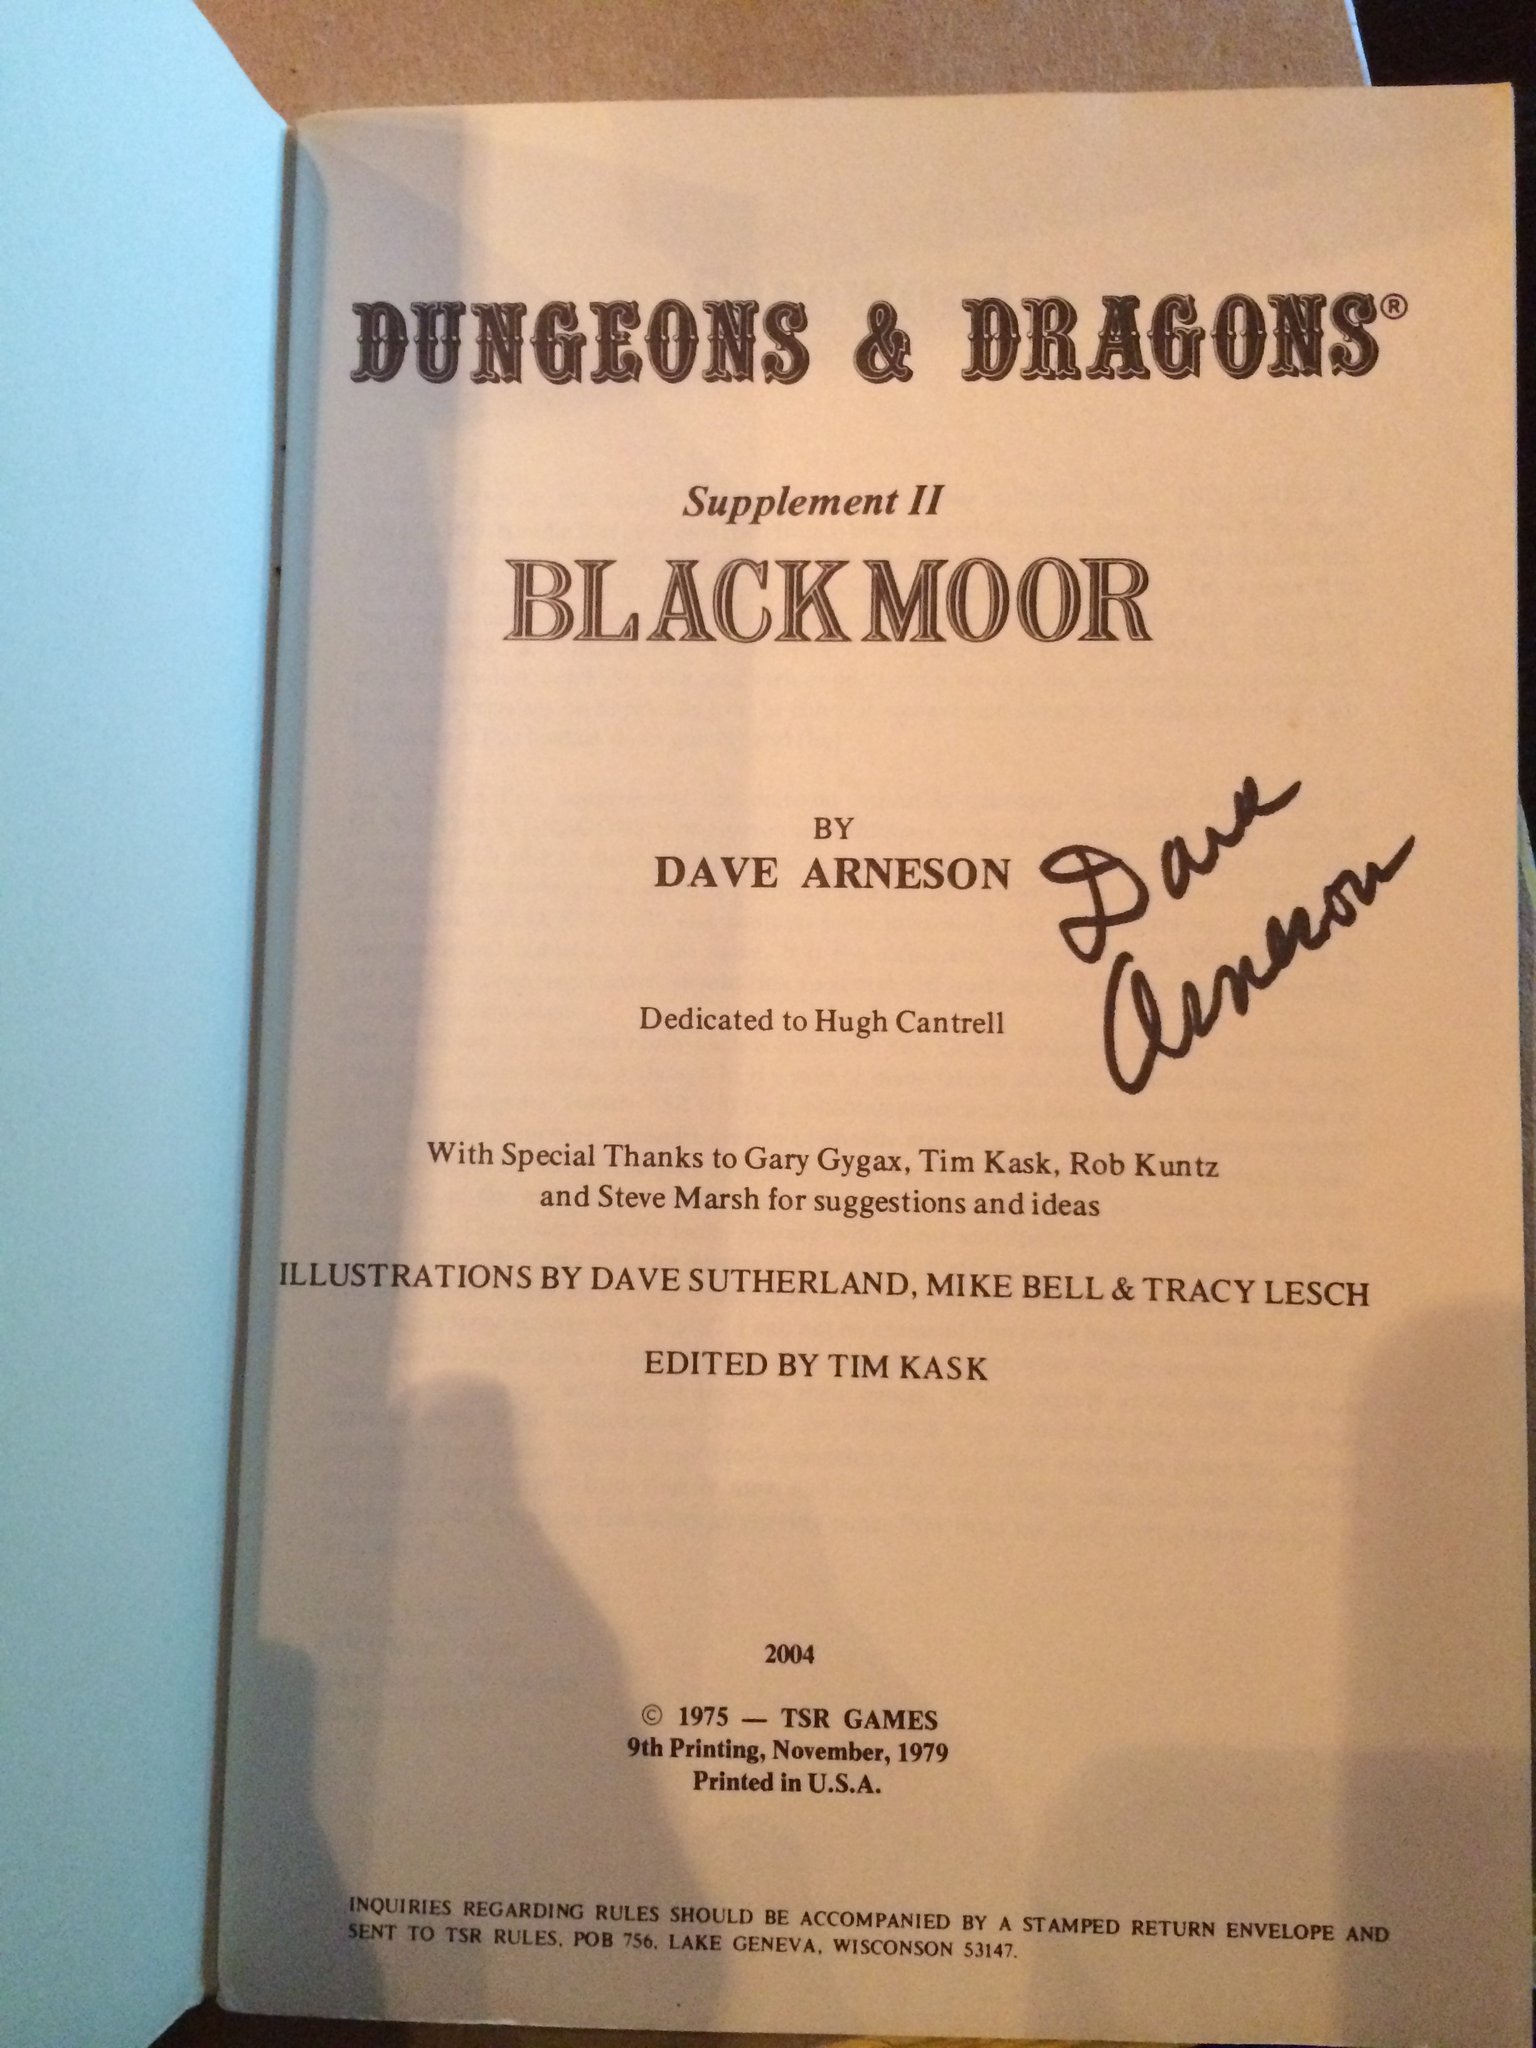 DUNGEONS & DRAGONS®
Supplement II
BLACKMOOR
BY
DAVE ARNESON
Dave
Arneson
Dedicated to Hugh Cantrell
With Special Thanks to Gary Gygax, Tim Kask, Rob Kuntz
and Steve Marsh for suggestions and ideas
ILLUSTRATIONS BY DAVE SUTHERLAND, MIKE BELL & TRACY LESCH
EDITED BY TIM KASK
2004
© 1975 — TSR GAMES
9th Printing, November, 1979
Printed in U.S.A.
INQUIRIES REGARDING RULES SHOULD BE ACCOMPANIED BY A STAMPED RETURN ENVELOPE AND
SENT TO TSR RULES, POB 756, LAKE GENEVA, WISCONSON 53147.